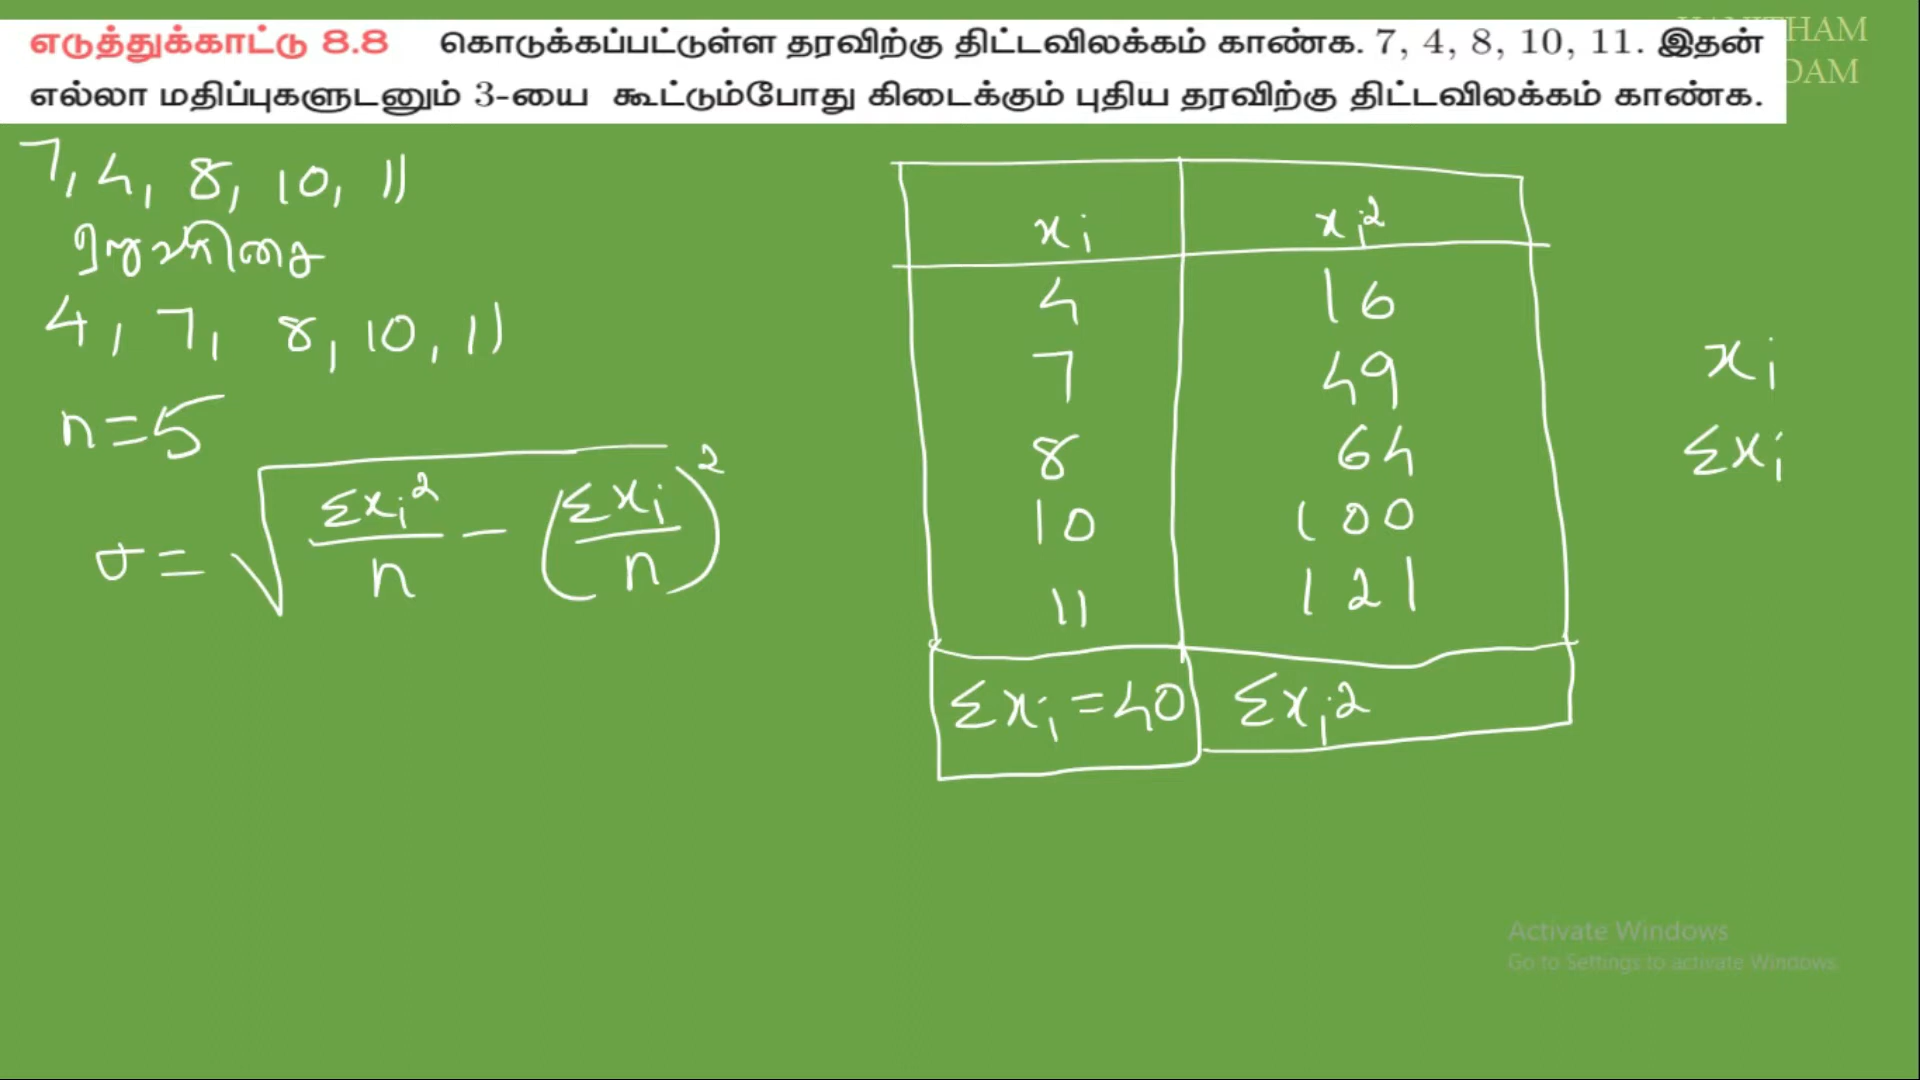 எடுத்துக்காட்டு 8.8 கொடுக்கப்பட்டுள்ள தரவிற்கு திட்டவிலக்கம் காண்க. 7, 4, 8, 10, 11. இதன்
எல்லா மதிப்புகளுடனும் 3-யை கூட்டும்போது கிடைக்கும் புதிய தரவிற்கு திட்டவிலக்கம் காண்க.
HAM
DAM
7, 4, 8, 10, 11
ஏறுவரிசை
4, 7, 8, 10, 11
n=5
σ = √ Σxᵢ²/n − (Σxᵢ/n)²
xᵢ xᵢ²
4 16
7 49
8 64
10 100
11 121
Σxᵢ = 40 Σxᵢ2
xᵢ
Σxᵢ
Activate Windows
Go to Settings to activate Windows.